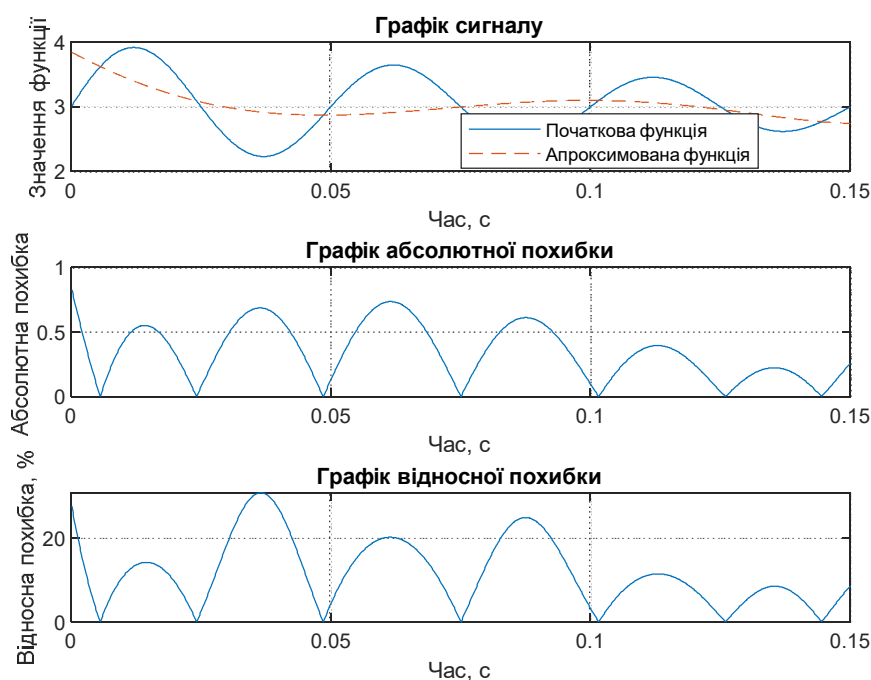 Графік сигналу
Значення функції
4
3
2
0
0.05
0.1
0.15
Початкова функція
Апроксимована функція
Час, с
Графік абсолютної похибки
Абсолютна похибка
1
0.5
0
0
0.05
0.1
0.15
Час, с
Графік відносної похибки
Відносна похибка, %
20
0
0
0.05
0.1
0.15
Час, с